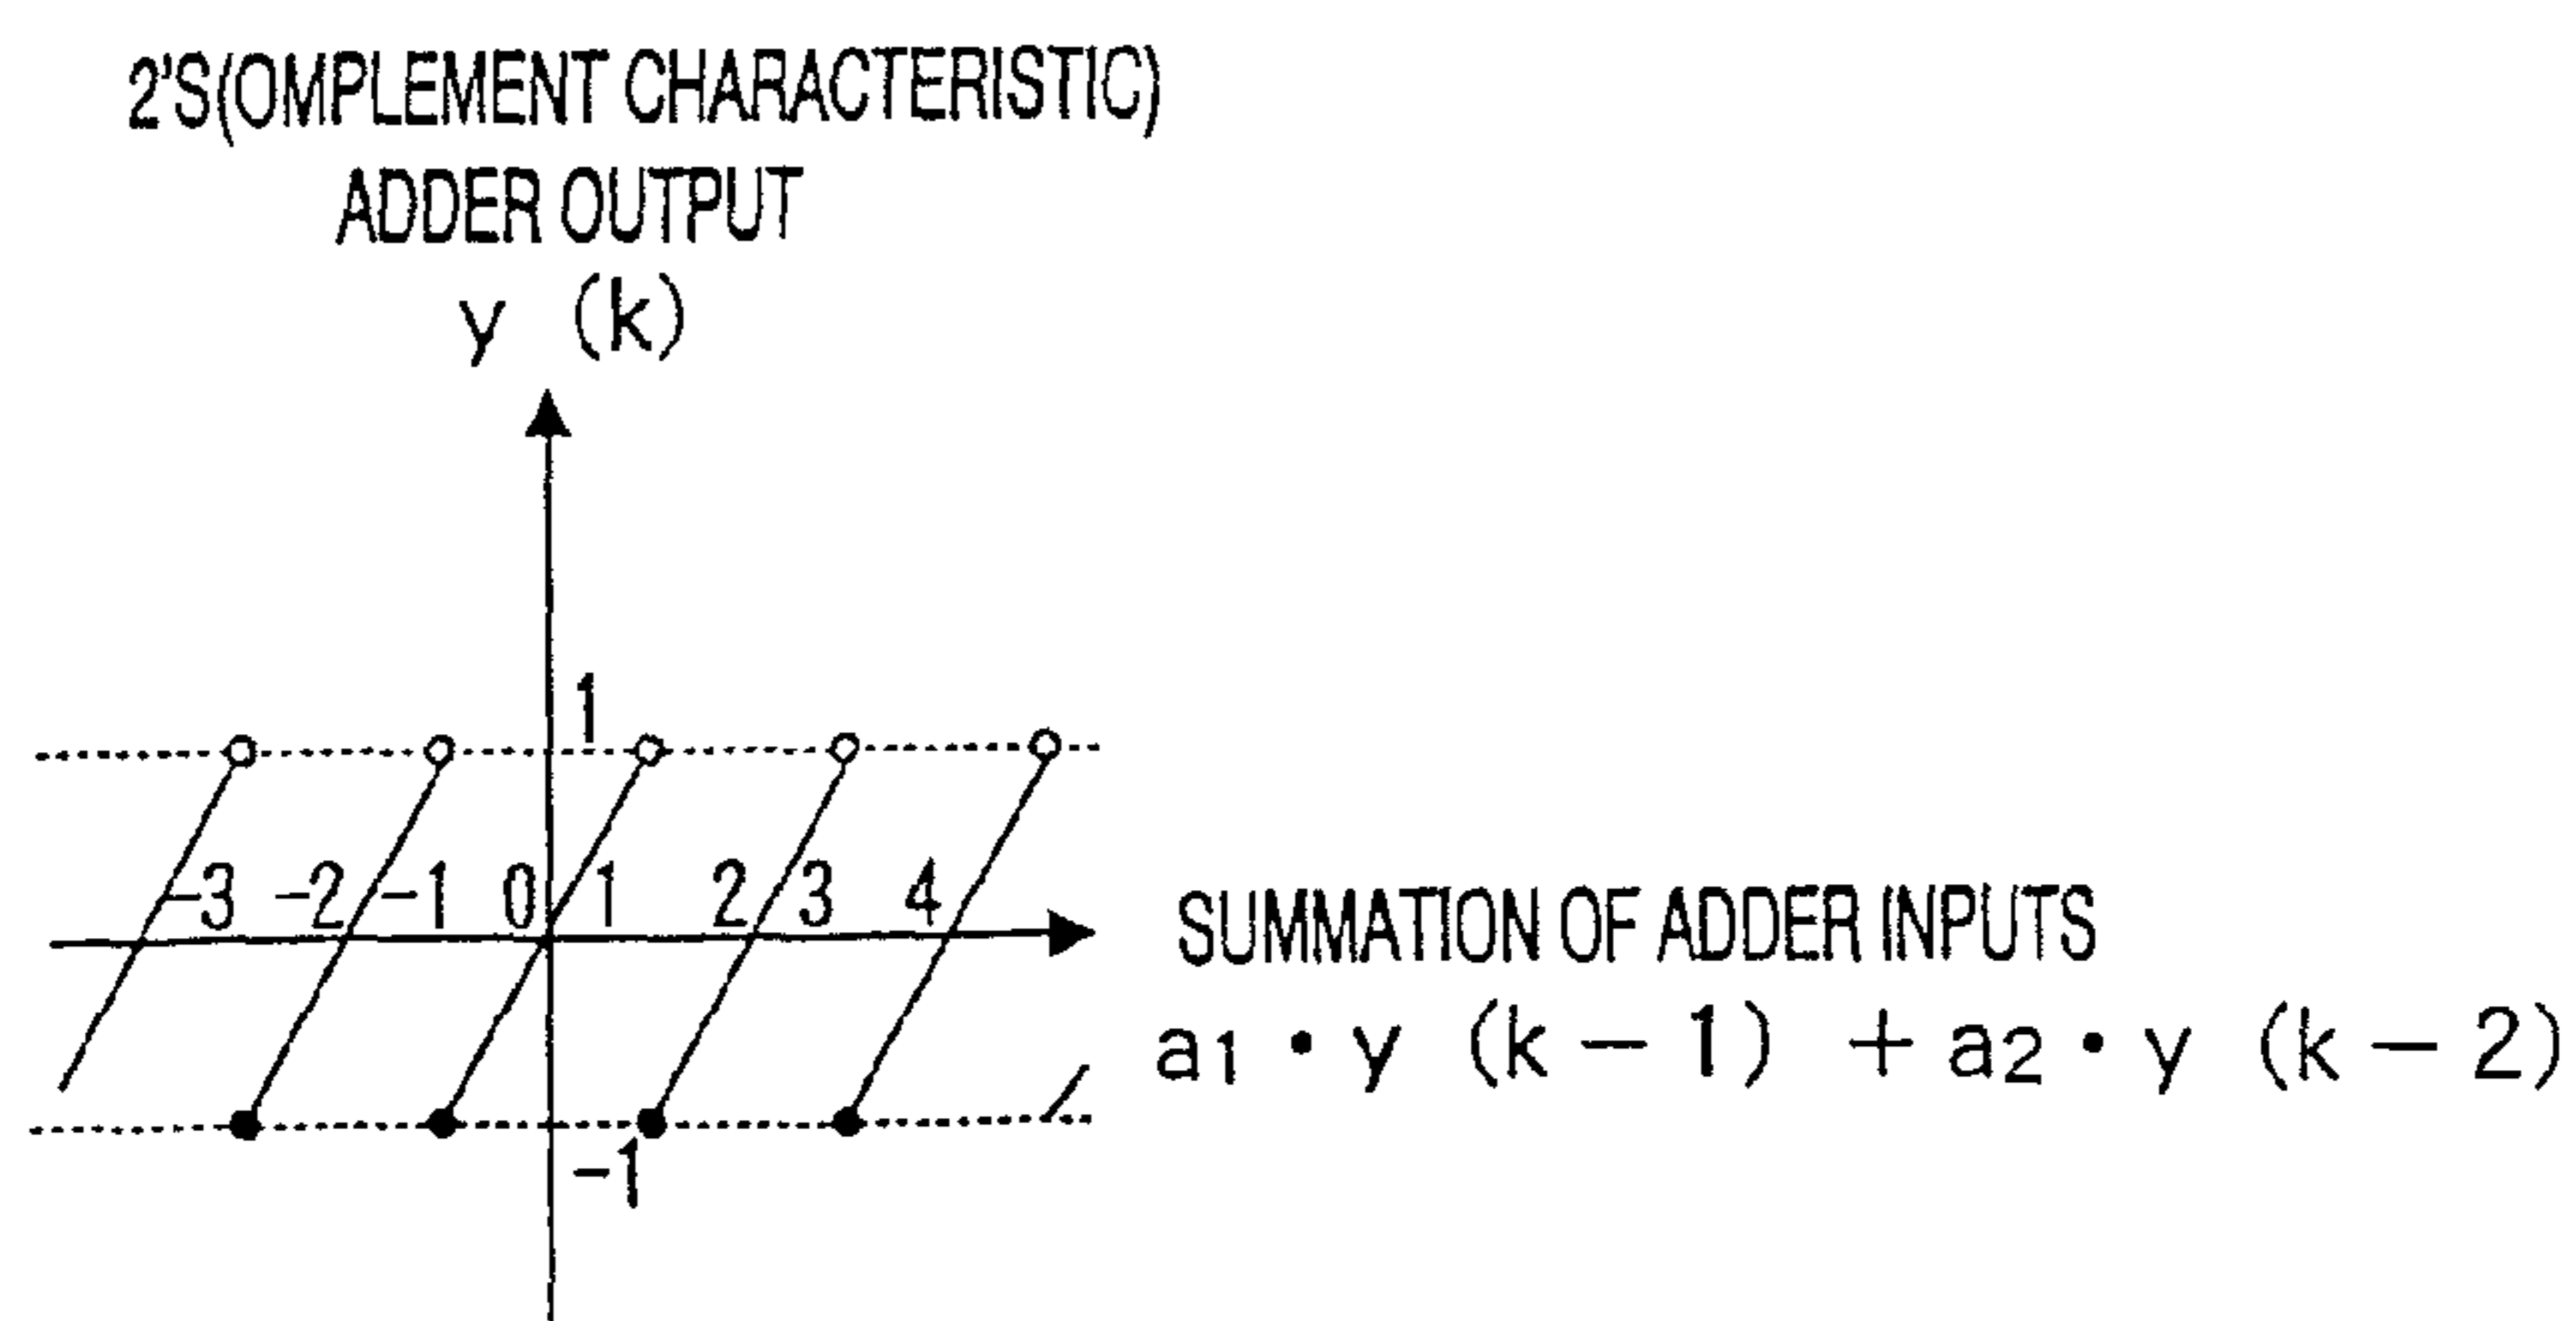 2'S(OMPLEMENT CHARACTERISTIC)
ADDER OUTPUT
y (k)
1
-3 -2 -1 0 1 2 3 4
SUMMATION OF ADDER INPUTS
a1・y (k-1) +a2・y (k-2)
-1